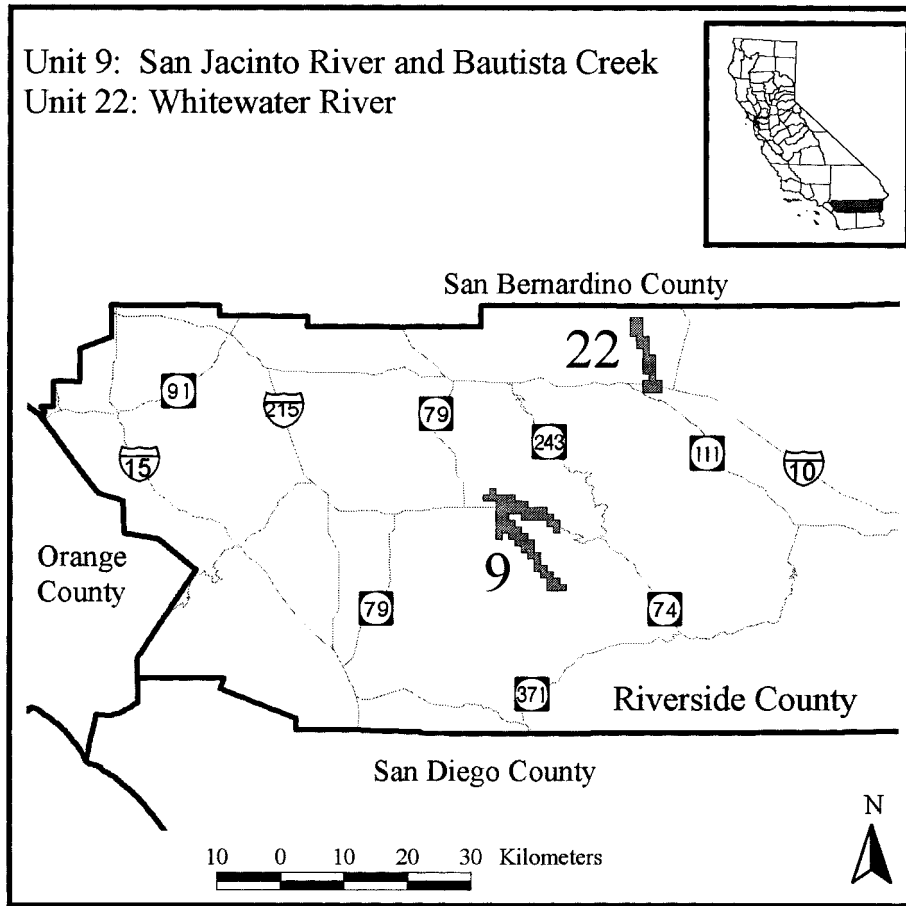 Unit 9: San Jacinto River and Bautista Creek
Unit 22: Whitewater River
San Bernardino County
22
91
215
79
243
111
15
10
Orange
County
9
79
74
371
Riverside County
San Diego County
N
10 0 10 20 30 Kilometers